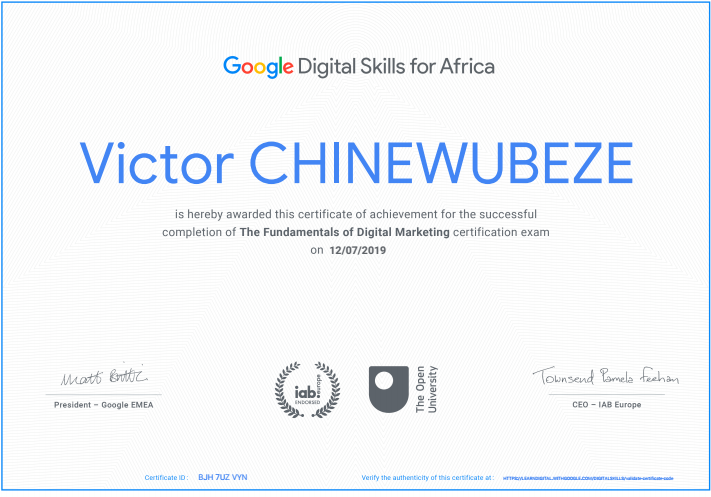 Google Digital Skills for Africa
Victor CHINEWUBEZE
is hereby awarded this certificate of achievement for the successful
completion of The Fundamentals of Digital Marketing certification exam
on 12/07/2019
Matt Brittin
President – Google EMEA
iab.europe
ENDORSED
The Open
University
Townsend Pamela Feehan
CEO – IAB Europe
Certificate ID : BJH 7UZ VYN
Verify the authenticity of this certificate at : HTTPS://LEARNDIGITAL.WITHGOOGLE.COM/DIGITALSKILLS/validate-certificate-code